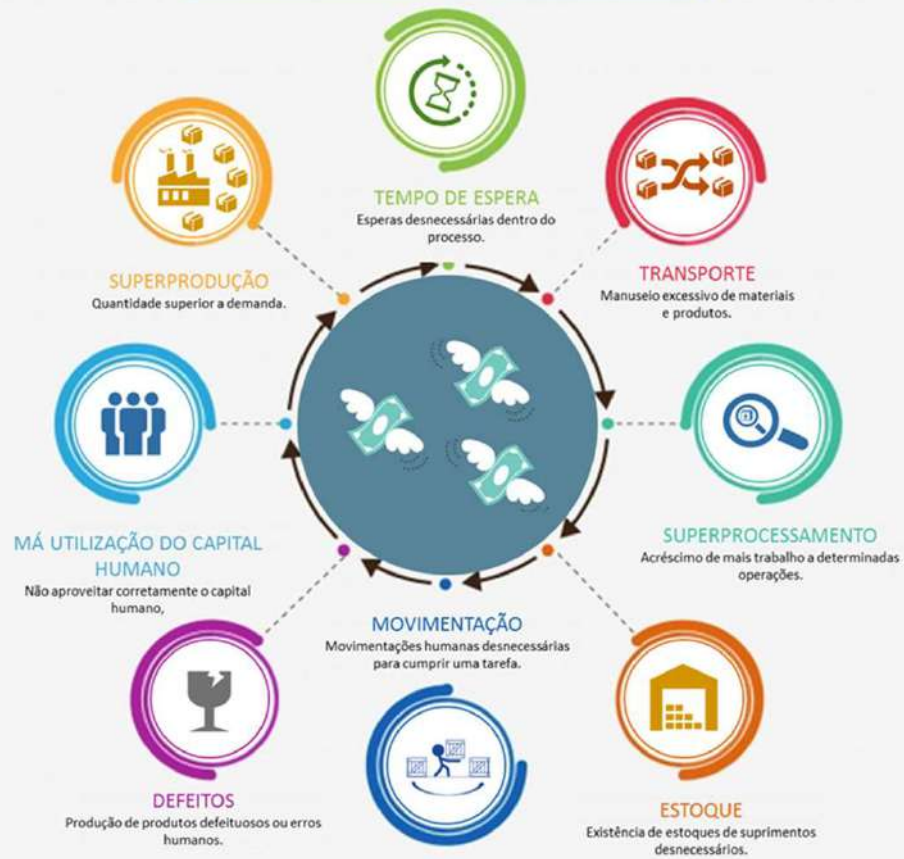 TEMPO DE ESPERA
Esperas desnecessárias dentro do
processo.
SUPERPRODUÇÃO
Quantidade superior a demanda.
TRANSPORTE
Manuseio excessivo de materiais
e produtos.
MÁ UTILIZAÇÃO DO CAPITAL
HUMANO
Não aproveitar corretamente o capital
humano,
SUPERPROCESSAMENTO
Acréscimo de mais trabalho a determinadas
operações.
MOVIMENTAÇÃO
Movimentações humanas desnecessárias
para cumprir uma tarefa.
DEFEITOS
Produção de produtos defeituosos ou erros
humanos.
ESTOQUE
Existência de estoques de suprimentos
desnecessários.